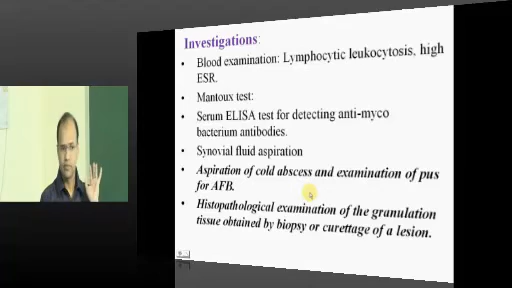 Investigations:
• Blood examination: Lymphocytic leukocytosis, high
ESR.
• Mantoux test:
• Serum ELISA test for detecting anti-myco
bacterium antibodies.
• Synovial fluid aspiration
• Aspiration of cold abscess and examination of pus
for AFB.
• Histopathological examination of the granulation
tissue obtained by biopsy or curettage of a lesion.